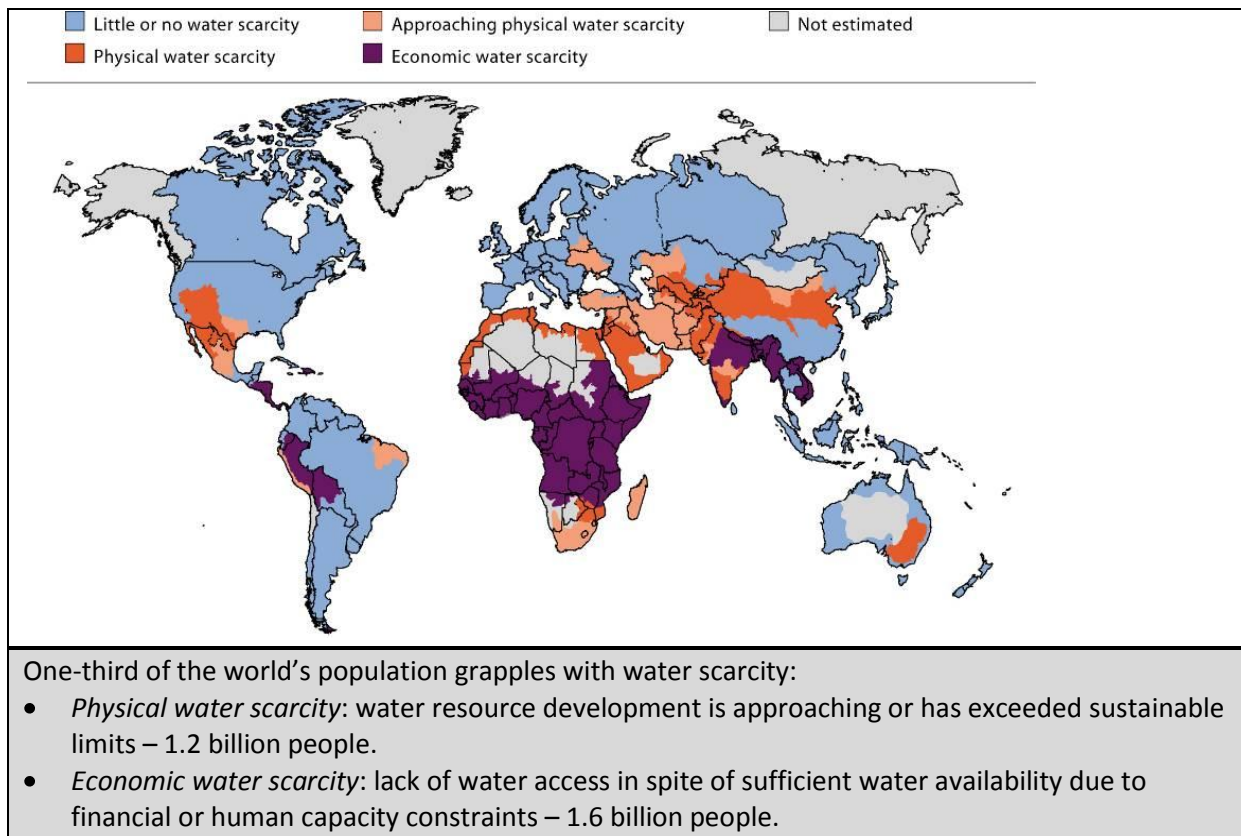 Little or no water scarcity
Approaching physical water scarcity
Not estimated
Physical water scarcity
Economic water scarcity
One-third of the world’s population grapples with water scarcity:
• Physical water scarcity: water resource development is approaching or has exceeded sustainable
limits – 1.2 billion people.
• Economic water scarcity: lack of water access in spite of sufficient water availability due to
financial or human capacity constraints – 1.6 billion people.